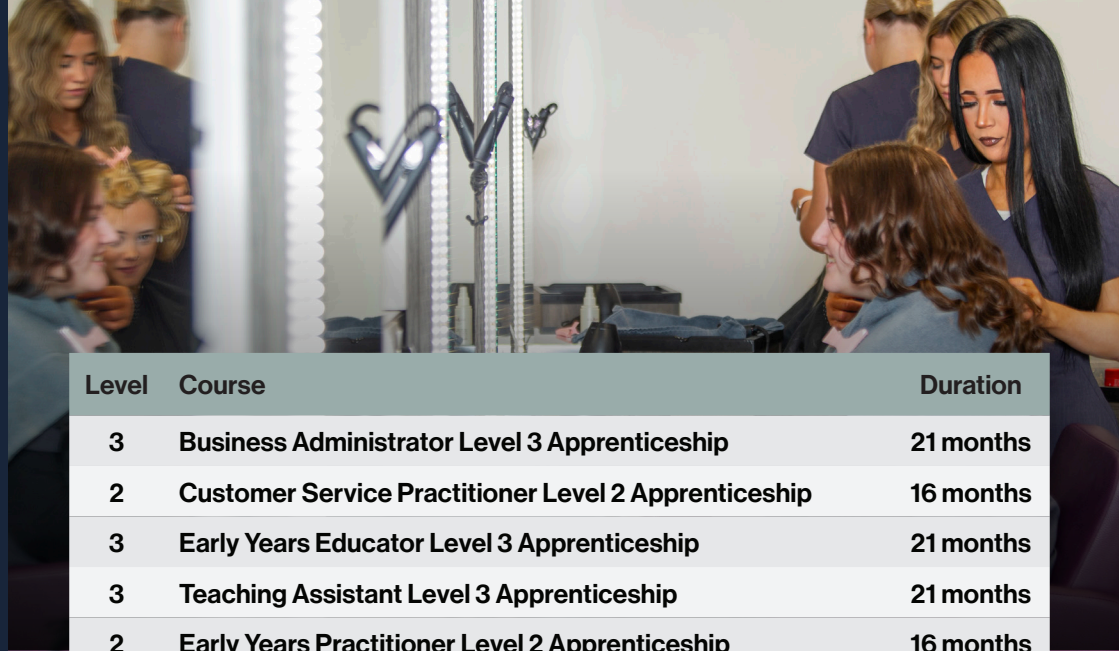 Level Course Duration
3 Business Administrator Level 3 Apprenticeship 21 months
2 Customer Service Practitioner Level 2 Apprenticeship 16 months
3 Early Years Educator Level 3 Apprenticeship 21 months
3 Teaching Assistant Level 3 Apprenticeship 21 months
2 Early Years Practitioner Level 2 Apprenticeship 16 months